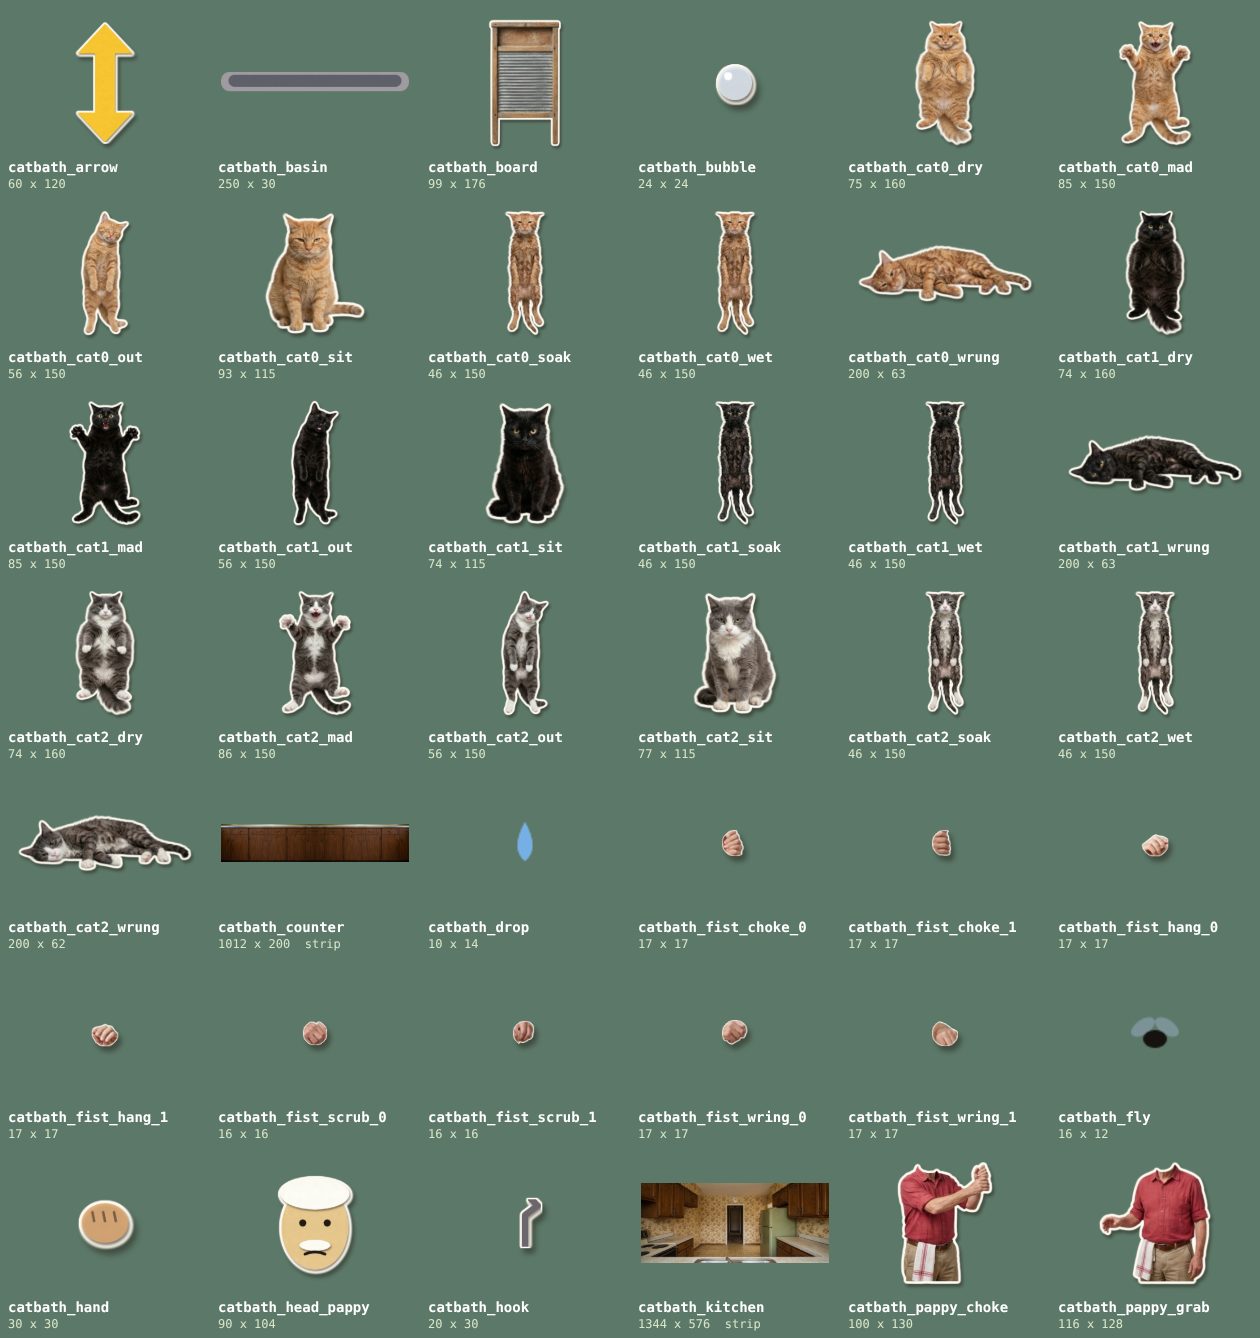 catbath_arrow
60 x 120
catbath_basin
250 x 30
catbath_board
99 x 176
catbath_bubble
24 x 24
catbath_cat0_dry
75 x 160
catbath_cat0_mad
85 x 150
catbath_cat0_out
56 x 150
catbath_cat0_sit
93 x 115
catbath_cat0_soak
46 x 150
catbath_cat0_wet
46 x 150
catbath_cat0_wrung
200 x 63
catbath_cat1_dry
74 x 160
catbath_cat1_mad
85 x 150
catbath_cat1_out
56 x 150
catbath_cat1_sit
74 x 115
catbath_cat1_soak
46 x 150
catbath_cat1_wet
46 x 150
catbath_cat1_wrung
200 x 63
catbath_cat2_dry
74 x 160
catbath_cat2_mad
86 x 150
catbath_cat2_out
56 x 150
catbath_cat2_sit
77 x 115
catbath_cat2_soak
46 x 150
catbath_cat2_wet
46 x 150
catbath_cat2_wrung
200 x 62
catbath_counter
1012 x 200 strip
catbath_drop
10 x 14
catbath_fist_choke_0
17 x 17
catbath_fist_choke_1
17 x 17
catbath_fist_hang_0
17 x 17
catbath_fist_hang_1
17 x 17
catbath_fist_scrub_0
16 x 16
catbath_fist_scrub_1
16 x 16
catbath_fist_wring_0
17 x 17
catbath_fist_wring_1
17 x 17
catbath_fly
16 x 12
catbath_hand
30 x 30
catbath_head_pappy
90 x 104
catbath_hook
20 x 30
catbath_kitchen
1344 x 576 strip
catbath_pappy_choke
100 x 130
catbath_pappy_grab
116 x 128